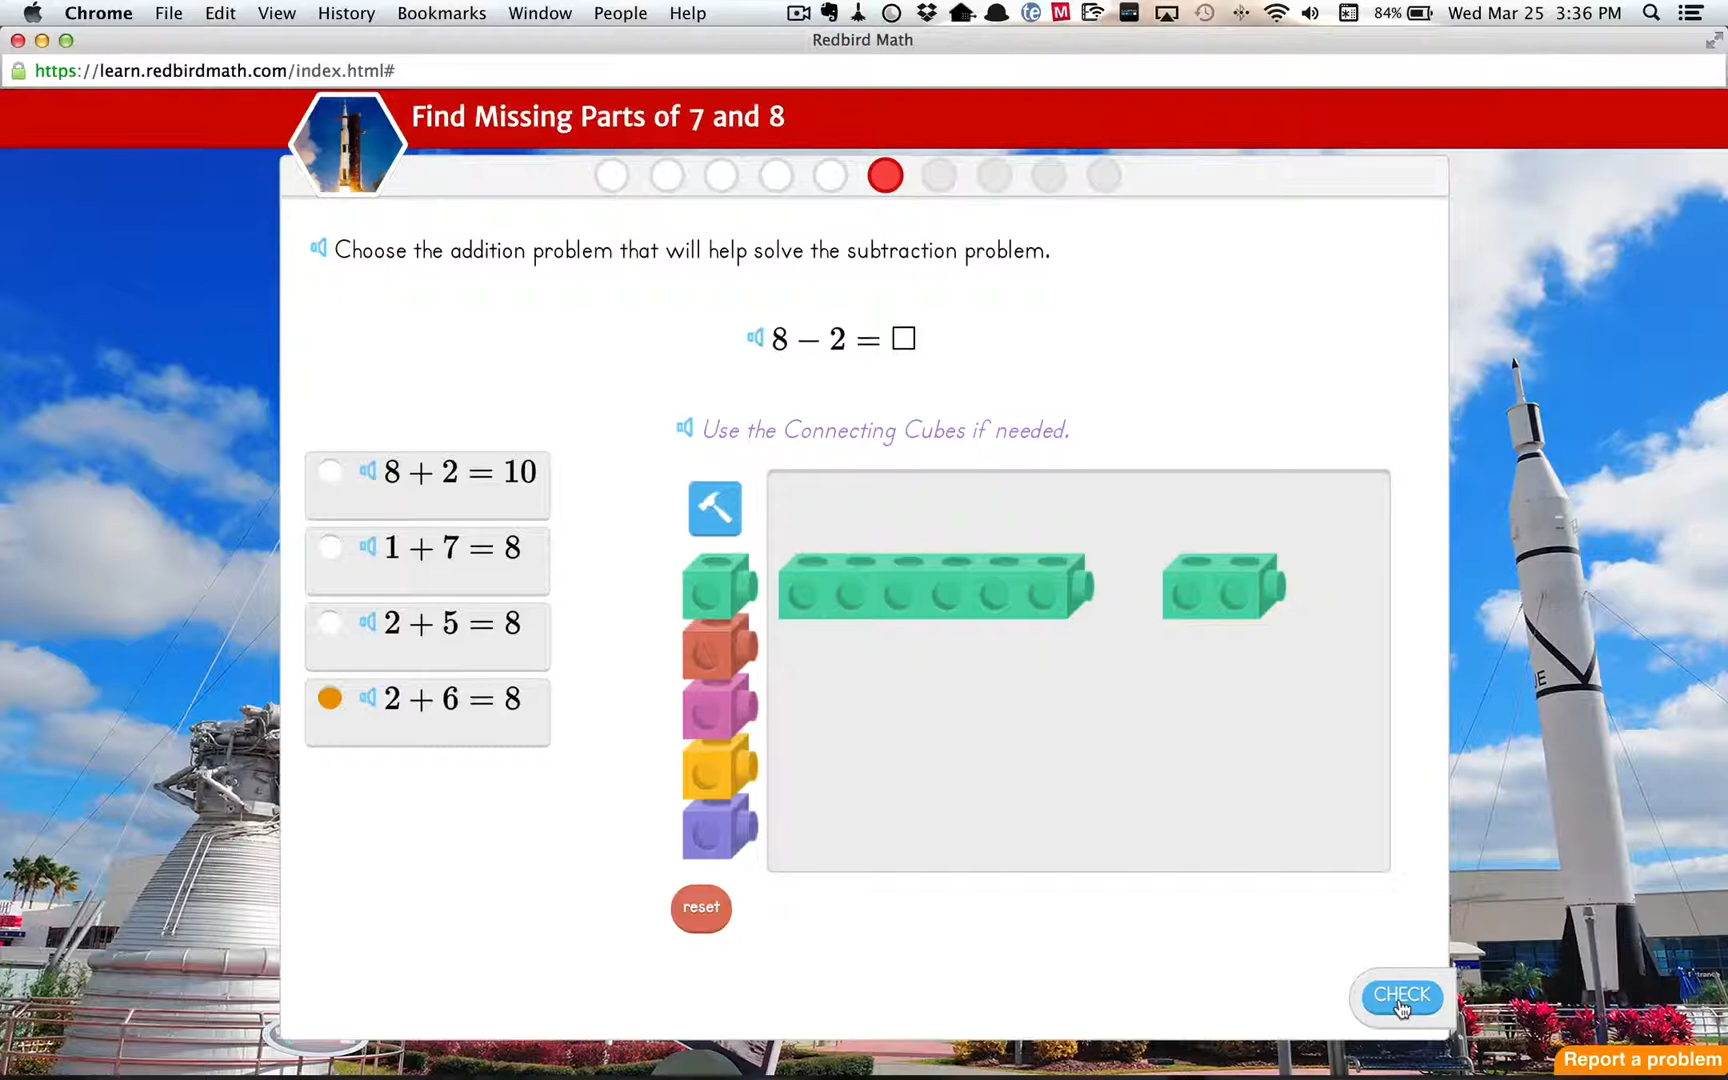 Chrome File Edit View History Bookmarks Window People Help 84% Wed Mar 25 3:36 PM
Redbird Math
https://learn.redbirdmath.com/index.html#
Find Missing Parts of 7 and 8
Choose the addition problem that will help solve the subtraction problem.
8 − 2 = □
Use the Connecting Cubes if needed.
8 + 2 = 10
1 + 7 = 8
2 + 5 = 8
2 + 6 = 8
reset
CHECK
Report a problem